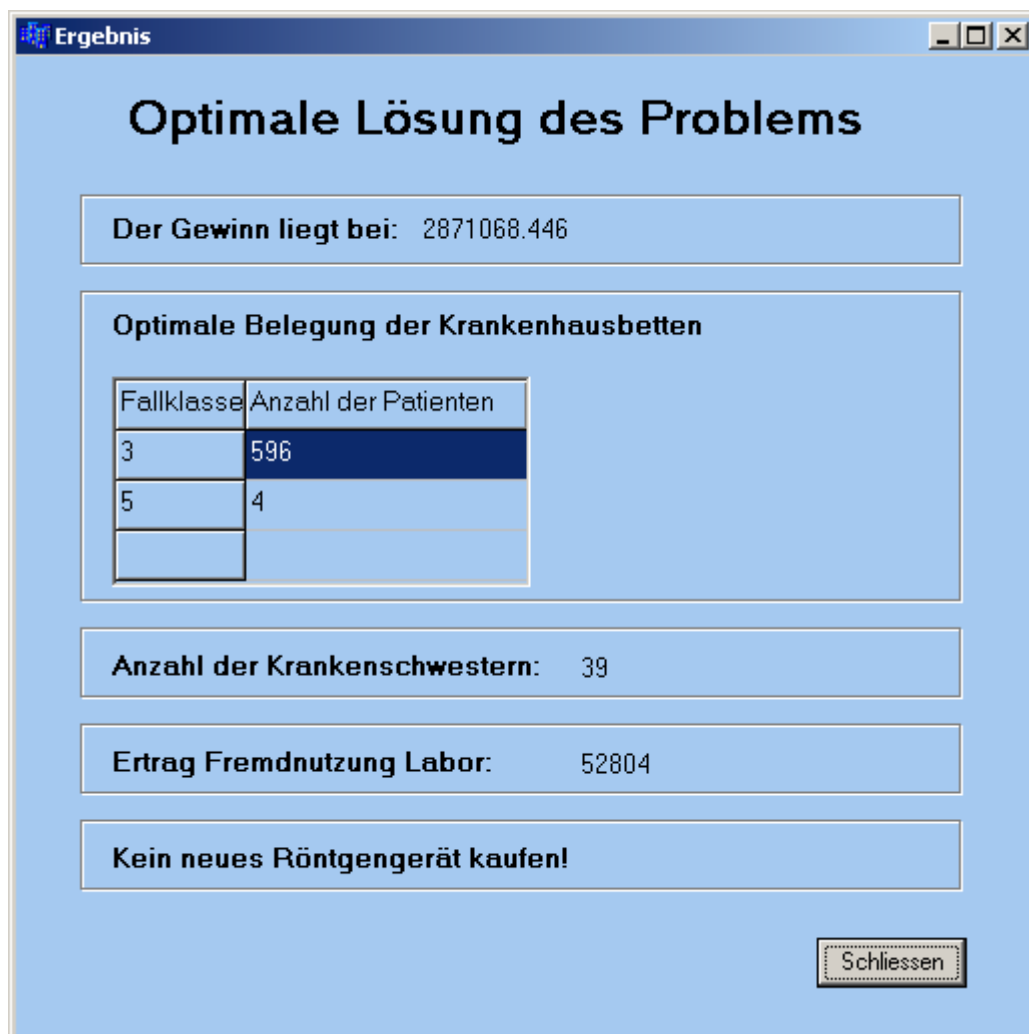 Ergebnis
Optimale Lösung des Problems
Der Gewinn liegt bei: 2871068.446
Optimale Belegung der Krankenhausbetten
Fallklasse Anzahl der Patienten
3 596
5 4
Anzahl der Krankenschwestern: 39
Ertrag Fremdnutzung Labor: 52804
Kein neues Röntgengerät kaufen!
Schliessen